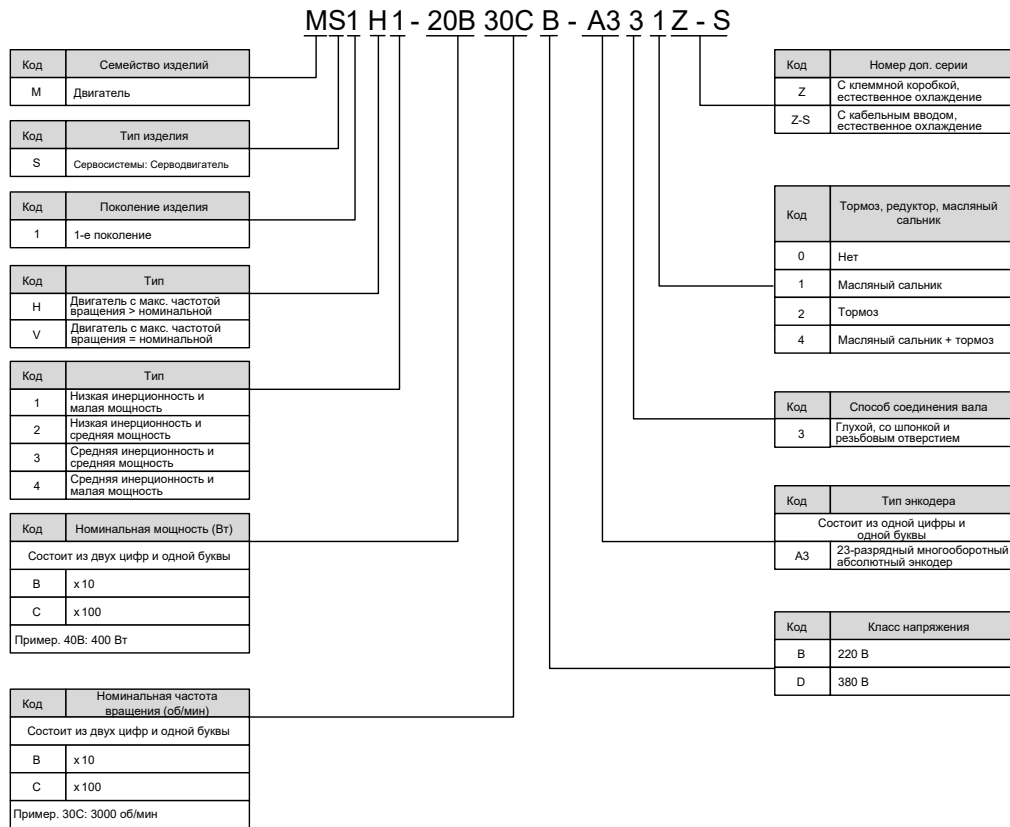 MS1 H1 - 20B 30C B - A3 3 1 Z - S
Код Семейство изделий
M Двигатель
Код Тип изделия
S Сервосистемы: Серводвигатель
Код Поколение изделия
1 1-е поколение
Код Тип
H Двигатель с макс. частотой
вращения > номинальной
V Двигатель с макс. частотой
вращения = номинальной
Код Тип
1 Низкая инерционность и
малая мощность
2 Низкая инерционность и
средняя мощность
3 Средняя инерционность и
средняя мощность
4 Средняя инерционность и
малая мощность
Код Номинальная мощность (Вт)
Состоит из двух цифр и одной буквы
B x 10
C x 100
Пример. 40B: 400 Вт
Код Номинальная частота
вращения (об/мин)
Состоит из двух цифр и одной буквы
B x 10
C x 100
Пример. 30C: 3000 об/мин
Код Номер доп. серии
Z С клеммной коробкой,
естественное охлаждение
Z-S С кабельным вводом,
естественное охлаждение
Код Тормоз, редуктор, масляный
сальник
0 Нет
1 Масляный сальник
2 Тормоз
4 Масляный сальник + тормоз
Код Способ соединения вала
3 Глухой, со шпонкой и
резьбовым отверстием
Код Тип энкодера
Состоит из одной цифры и
одной буквы
A3 23-разрядный многооборотный
абсолютный энкодер
Код Класс напряжения
B 220 В
D 380 В